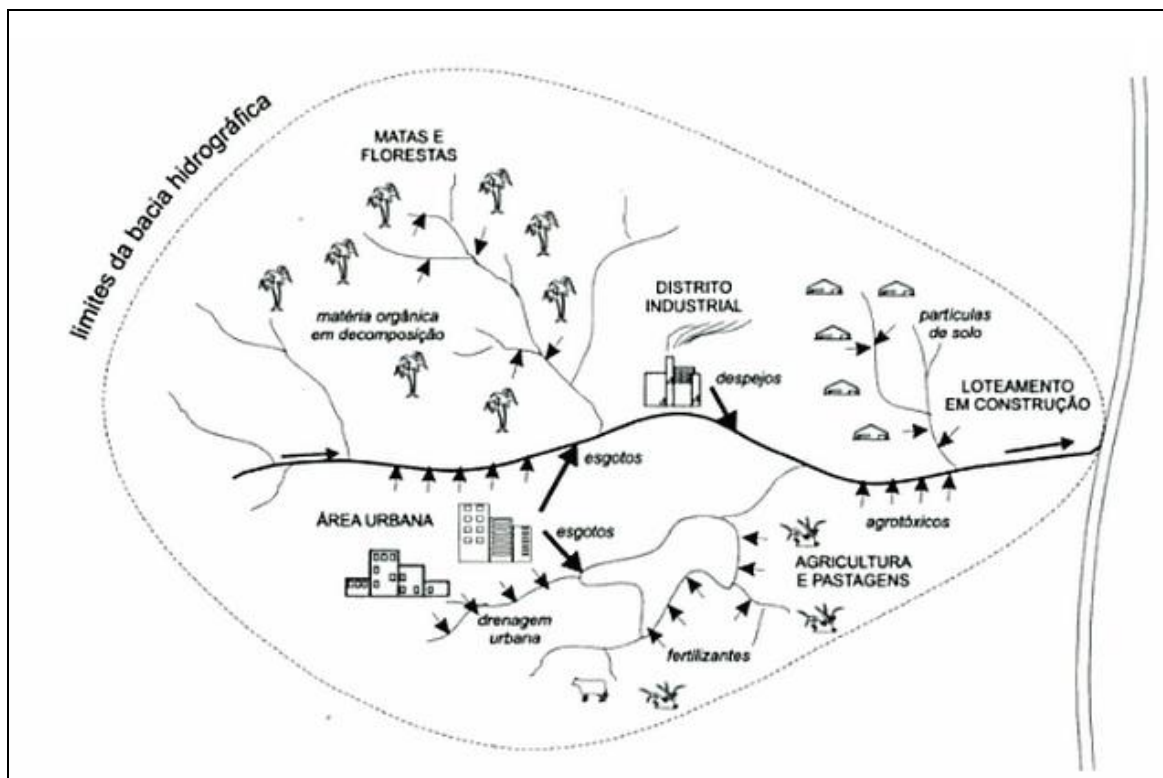 limites da bacia hidrográfica
MATAS E
FLORESTAS
matéria orgânica
em decomposição
DISTRITO
INDUSTRIAL
despejos
partículas
de solo
LOTEAMENTO
EM CONSTRUÇÃO
esgotos
ÁREA URBANA
esgotos
agrotóxicos
AGRICULTURA
E PASTAGENS
drenagem
urbana
fertilizantes